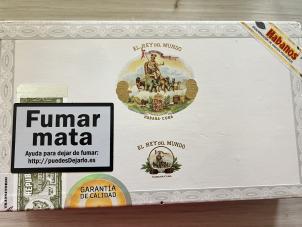 Habanos
EL REY DEL MUNDO
HABANA-CUBA
Fumar
mata
Ayuda para dejar de fumar:
http://puedesDejarlo.es
EL REY DEL MUNDO
GARANTÍA
DE CALIDAD